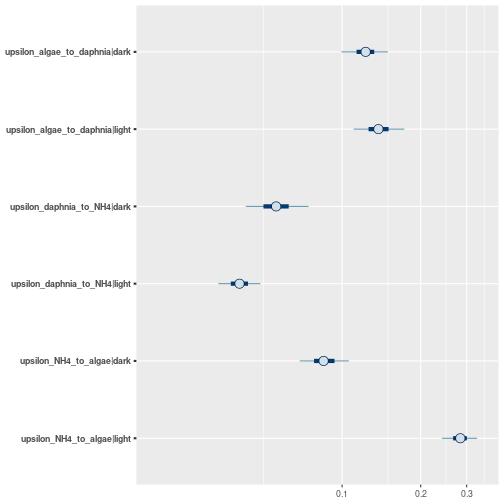 upsilon_algae_to_daphnia|dark
upsilon_algae_to_daphnia|light
upsilon_daphnia_to_NH4|dark
upsilon_daphnia_to_NH4|light
upsilon_NH4_to_algae|dark
upsilon_NH4_to_algae|light
0.1 0.2 0.3